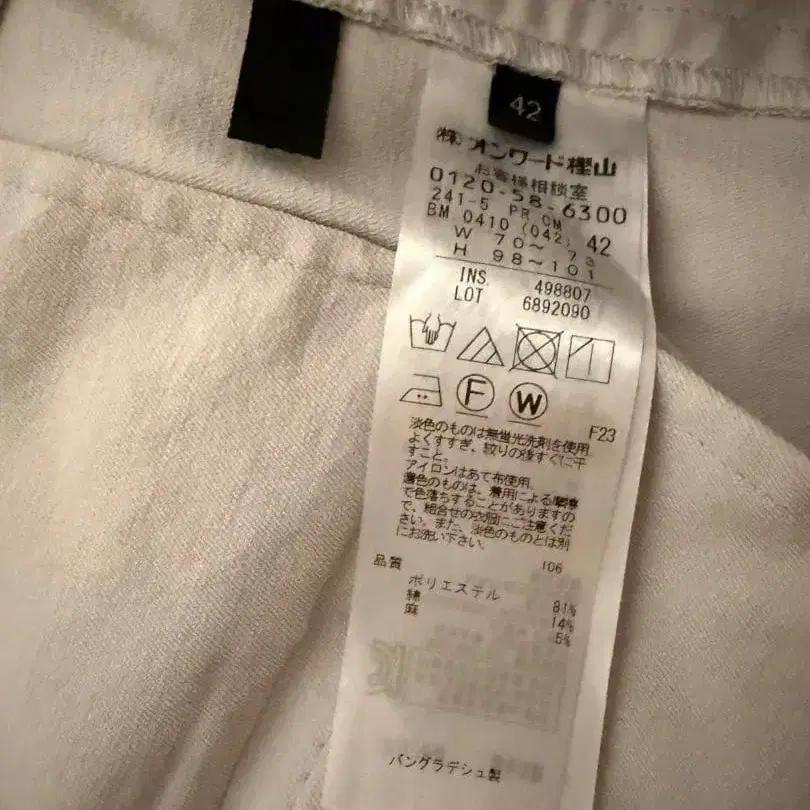 42
(株)オンワード樫山
お客様相談室
0120-58-6300
241-5 PR CM
BM 0410 (042) 42
W 70～ 73
H 98～101
INS. 498807
LOT 6892090
F W
F23
淡色のものは無蛍光洗剤を使用
よくすすぎ、絞りの後すぐに干
すこと。
アイロンはあて布使用
濃色のものは、着用による摩擦
で色落ちすることがありますの
で、組合せの衣服にご注意くだ
さい。また、淡色のものとは別
にお洗い下さい。
106
品質
ポリエステル 81%
綿 14%
麻 5%
バングラデシュ製